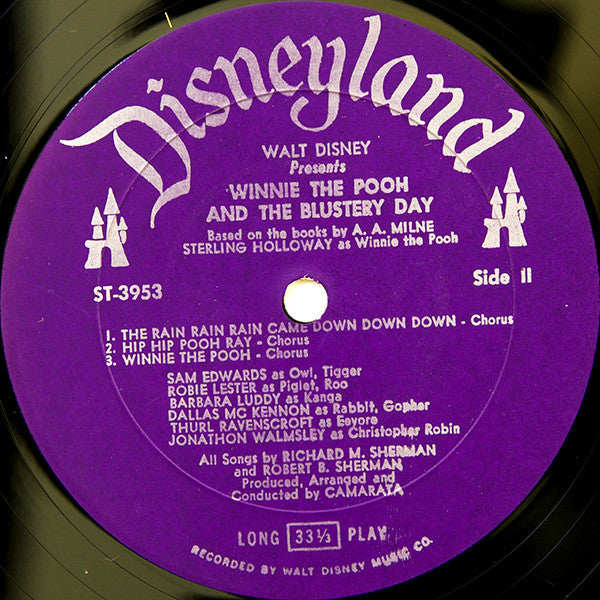 Disneyland
WALT DISNEY
Presents
WINNIE THE POOH
AND THE BLUSTERY DAY
Based on the books by A. A. MILNE
STERLING HOLLOWAY as Winnie the Pooh
ST-3953
Side II
1. THE RAIN RAIN RAIN CAME DOWN DOWN DOWN - Chorus
2. HIP HIP POOH RAY - Chorus
3. WINNIE THE POOH - Chorus
SAM EDWARDS as Owl, Tigger
ROBIE LESTER as Piglet, Roo
BARBARA LUDDY as Kanga
DALLAS MC KENNON as Rabbit, Gopher
THURL RAVENSCROFT as Eeyore
JONATHON WALMSLEY as Christopher Robin
All Songs by RICHARD M. SHERMAN
and ROBERT B. SHERMAN
Produced, Arranged and
Conducted by CAMARATA
LONG 33⅓ PLAY
RECORDED BY WALT DISNEY MUSIC CO.